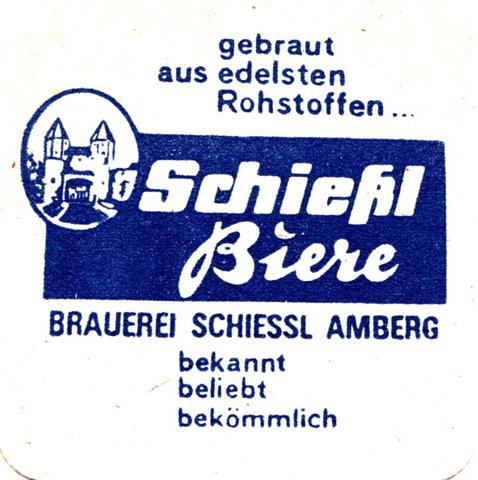 gebraut
aus edelsten
Rohstoffen...
Schießl
Biere
BRAUEREI SCHIESSL AMBERG
bekannt
beliebt
bekömmlich